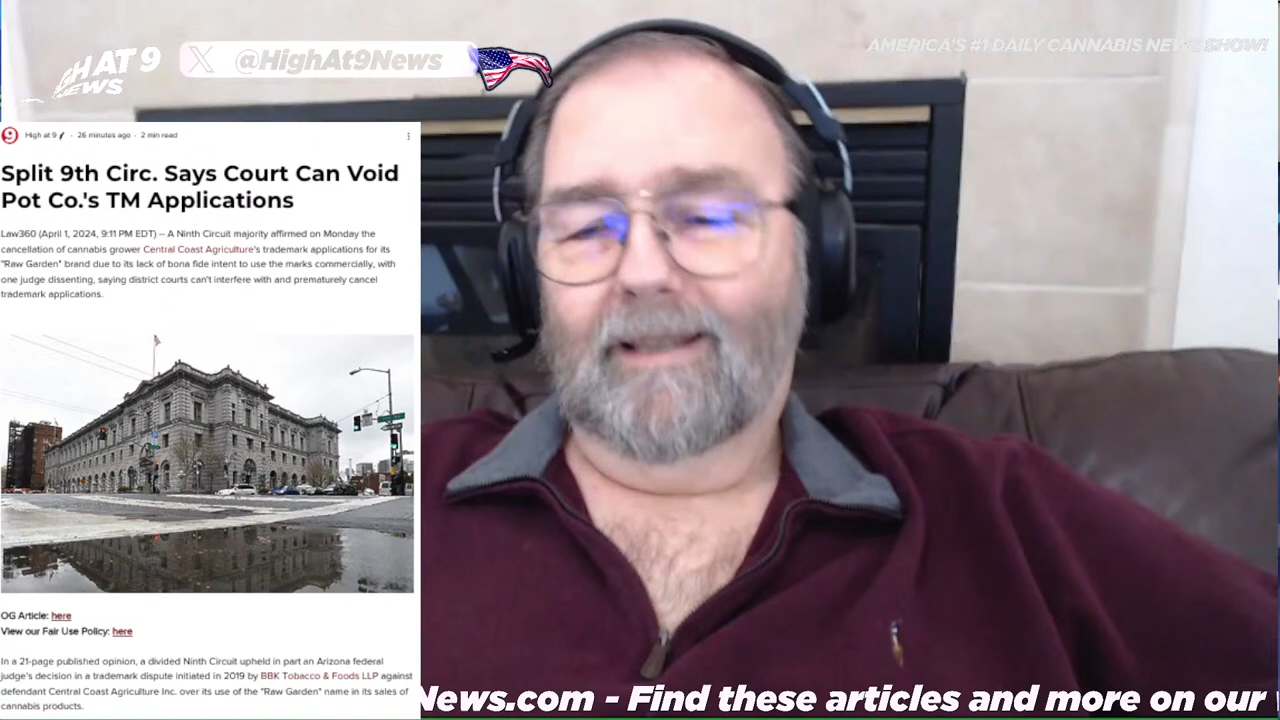 HAT 9
NEWS
X @HighAt9News
AMERICA'S #1 DAILY CANNABIS NEWS SHOW!
9 High at 9 · 26 minutes ago · 2 min read
Split 9th Circ. Says Court Can Void
Pot Co.'s TM Applications
Law360 (April 1, 2024, 9:11 PM EDT) -- A Ninth Circuit majority affirmed on Monday the
cancellation of cannabis grower Central Coast Agriculture's trademark applications for its
"Raw Garden" brand due to its lack of bona fide intent to use the marks commercially, with
one judge dissenting, saying district courts can't interfere with and prematurely cancel
trademark applications.
OG Article: here
View our Fair Use Policy: here
In a 21-page published opinion, a divided Ninth Circuit upheld in part an Arizona federal
judge's decision in a trademark dispute initiated in 2019 by BBK Tobacco & Foods LLP against
defendant Central Coast Agriculture Inc. over its use of the "Raw Garden" name in its sales of
cannabis products.
News.com - Find these articles and more on our